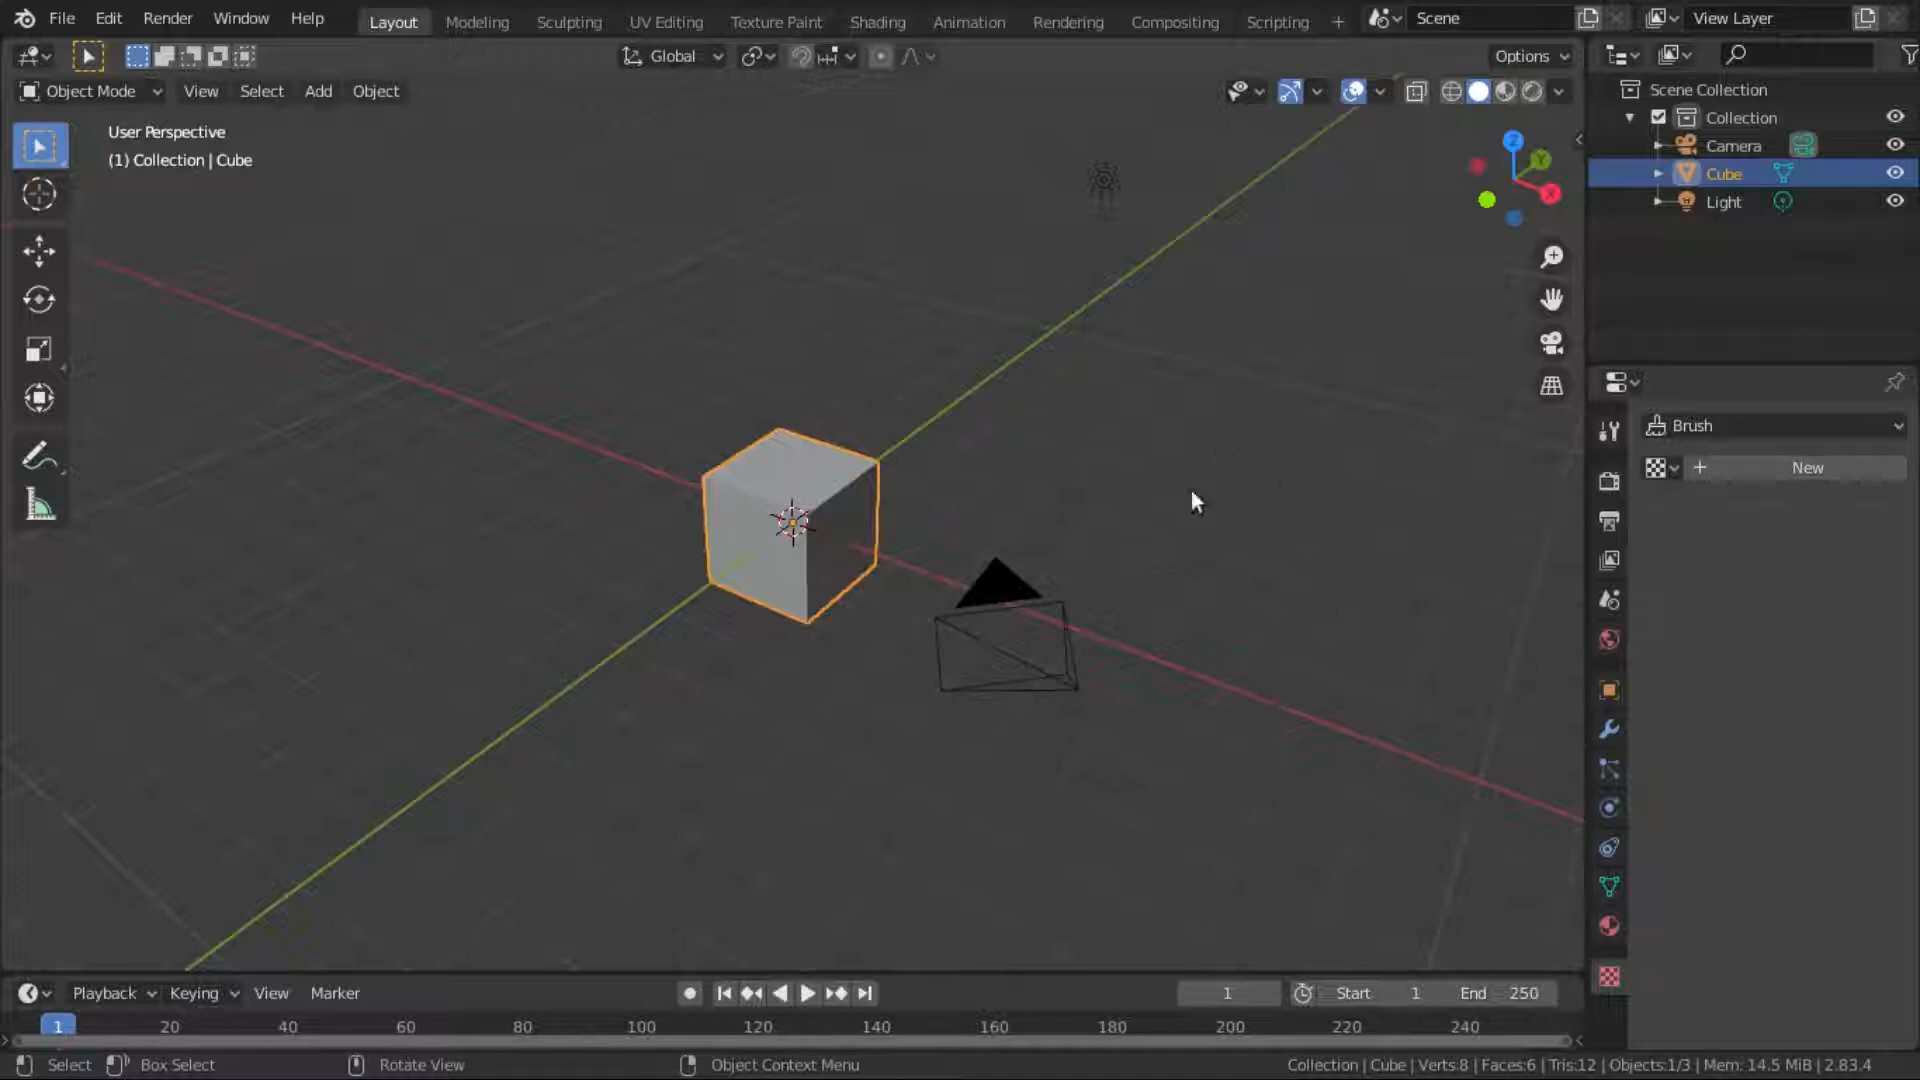 File Edit Render Window Help Layout Modeling Sculpting UV Editing Texture Paint Shading Animation Rendering Compositing Scripting + Scene View Layer
Global Options
Object Mode View Select Add Object
Scene Collection
Collection
Camera
Cube
Light
User Perspective
(1) Collection | Cube
Z
Y
X
Brush
+ New
Playback Keying View Marker 1 Start 1 End 250
1 20 40 60 80 100 120 140 160 180 200 220 240
Select Box Select Rotate View Object Context Menu Collection | Cube | Verts:8 | Faces:6 | Tris:12 | Objects:1/3 | Mem: 14.5 MiB | 2.83.4